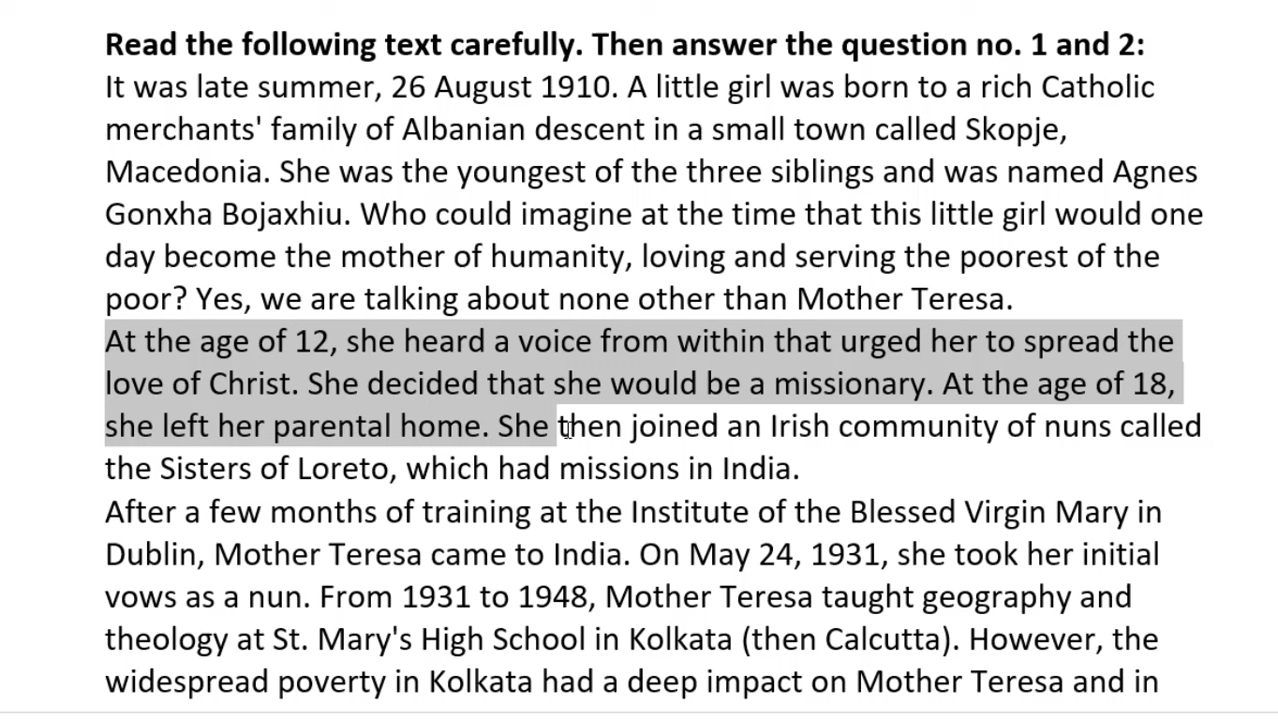 Read the following text carefully. Then answer the question no. 1 and 2:
It was late summer, 26 August 1910. A little girl was born to a rich Catholic
merchants' family of Albanian descent in a small town called Skopje,
Macedonia. She was the youngest of the three siblings and was named Agnes
Gonxha Bojaxhiu. Who could imagine at the time that this little girl would one
day become the mother of humanity, loving and serving the poorest of the
poor? Yes, we are talking about none other than Mother Teresa.
At the age of 12, she heard a voice from within that urged her to spread the
love of Christ. She decided that she would be a missionary. At the age of 18,
she left her parental home. She then joined an Irish community of nuns called
the Sisters of Loreto, which had missions in India.
After a few months of training at the Institute of the Blessed Virgin Mary in
Dublin, Mother Teresa came to India. On May 24, 1931, she took her initial
vows as a nun. From 1931 to 1948, Mother Teresa taught geography and
theology at St. Mary's High School in Kolkata (then Calcutta). However, the
widespread poverty in Kolkata had a deep impact on Mother Teresa and in